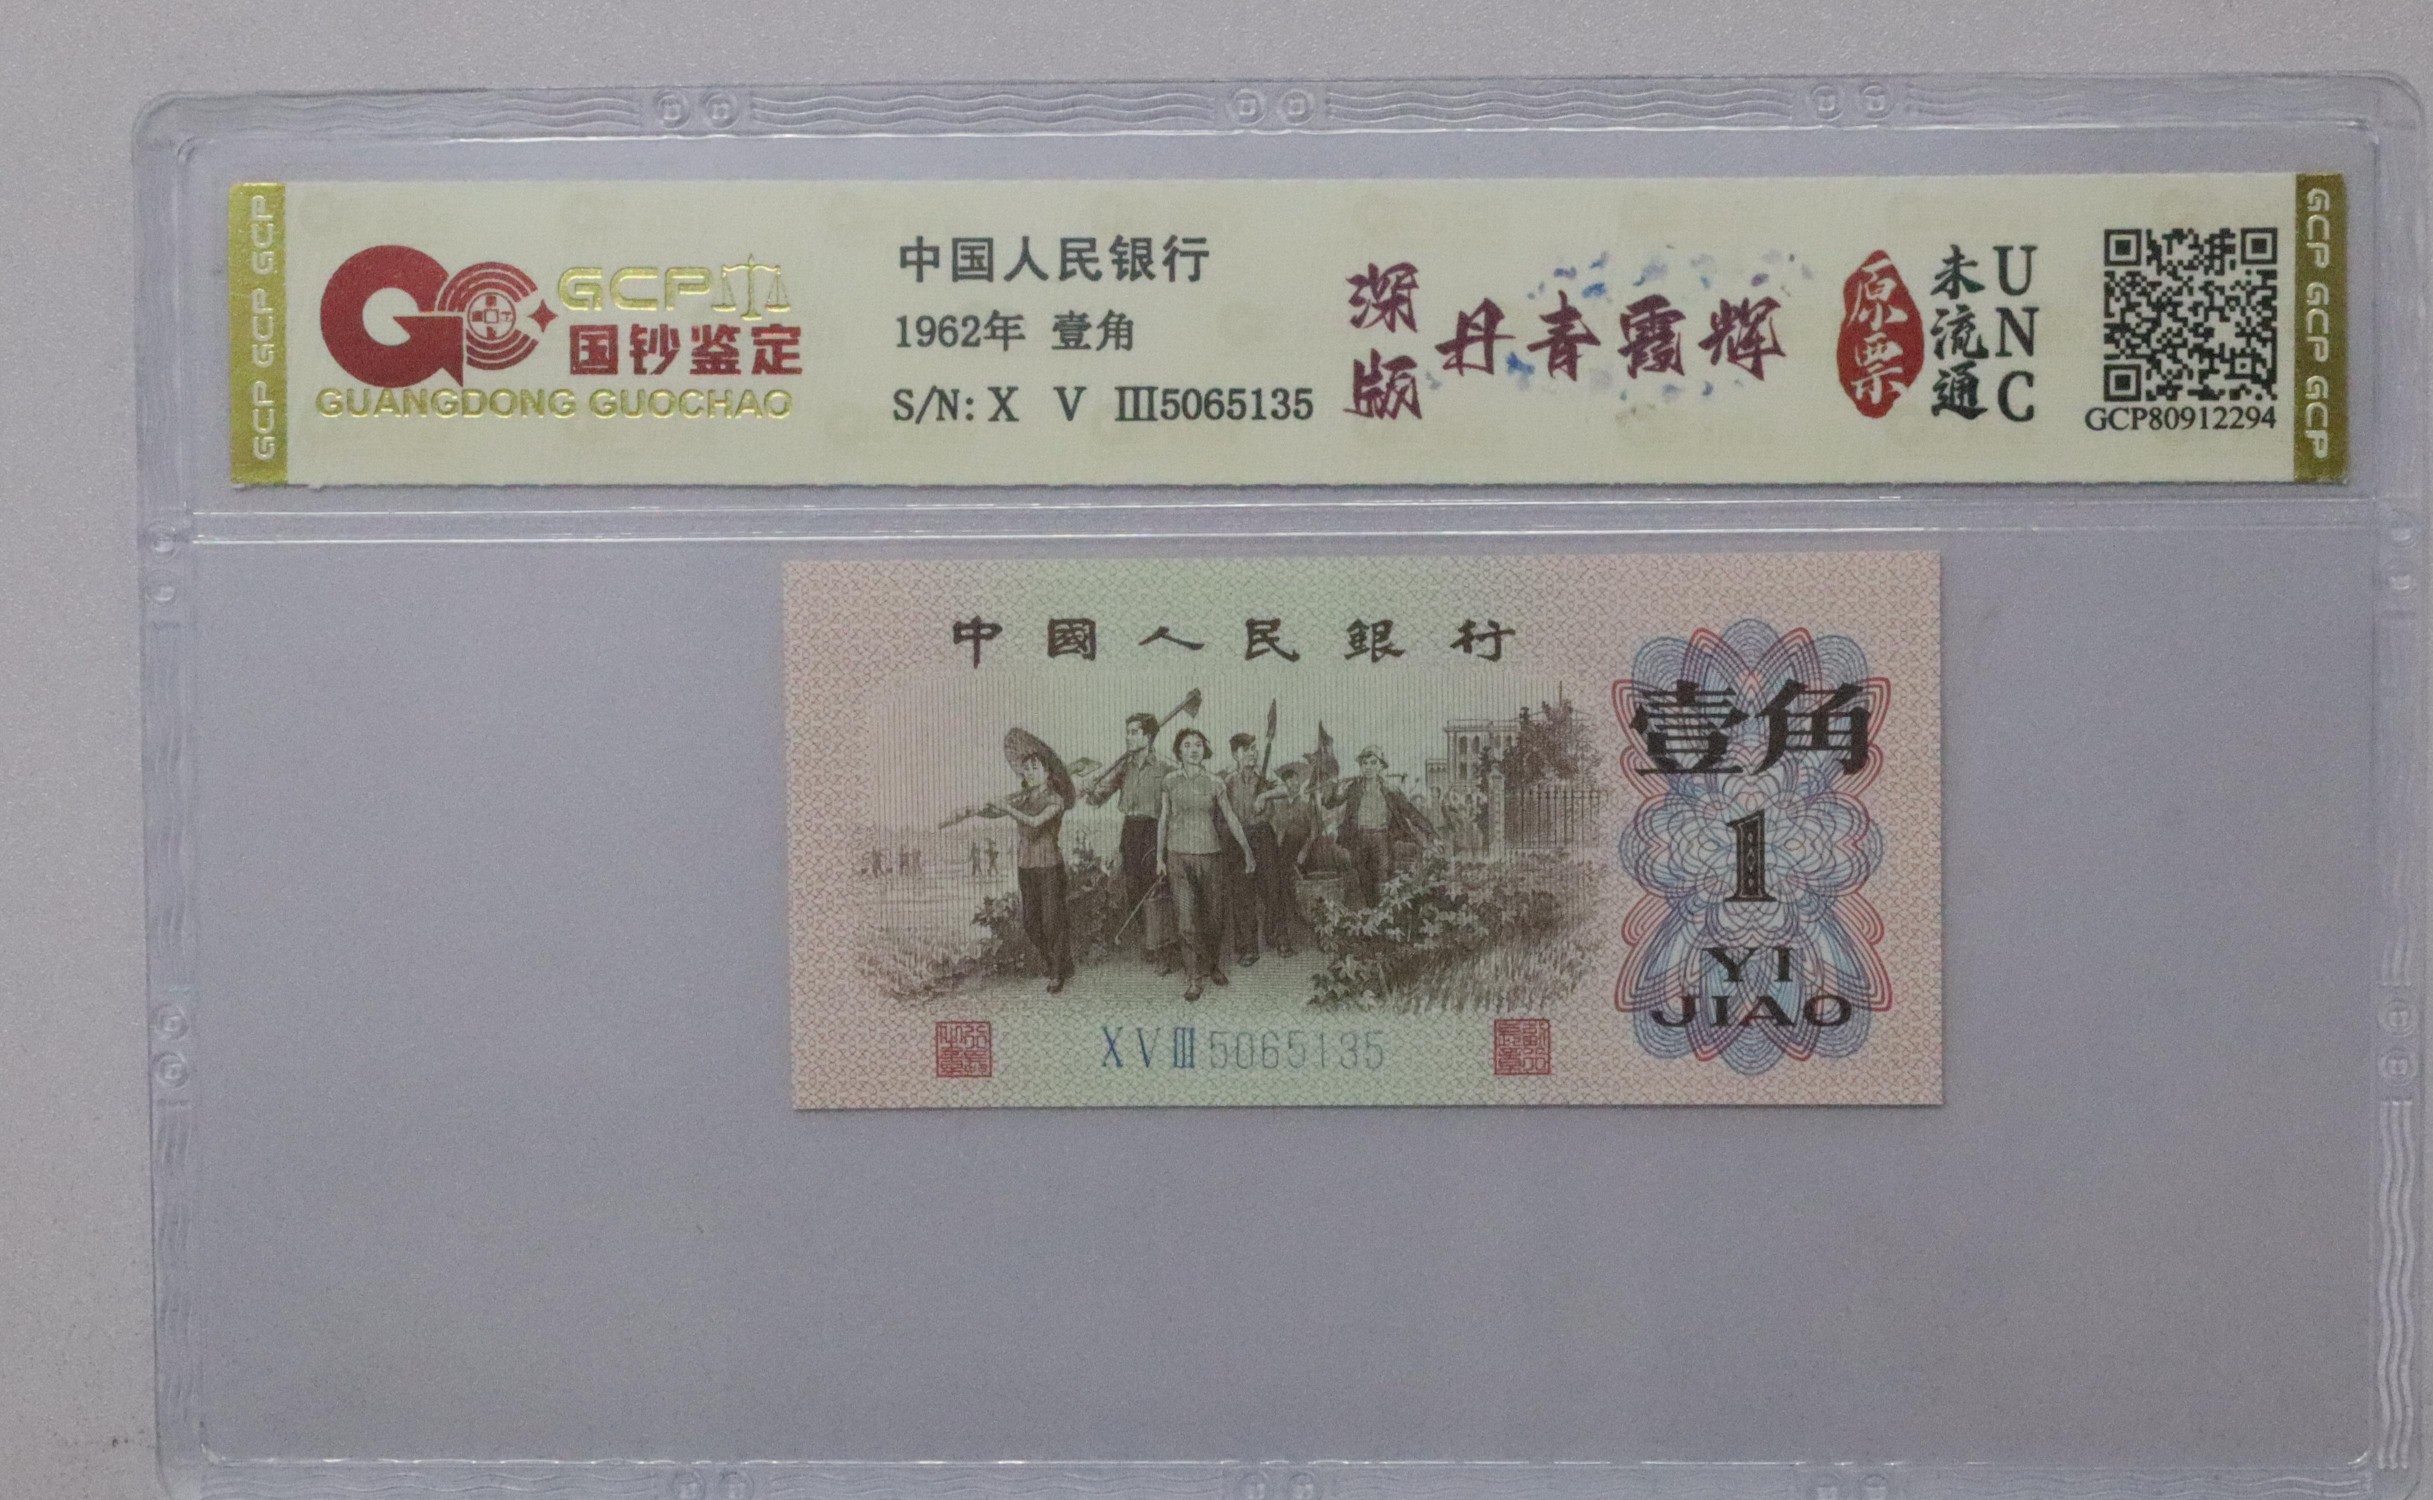 GCP GCP GCP
GCP
国钞鉴定
GUANGDONG GUOCHAO
中国人民银行
1962年 壹角
S/N: X V Ⅲ5065135
深版
丹青霞辉
原票
未流通
UNC
GCP80912294
GCP GCP GCP
中國人民銀行
壹角
1
YI
JIAO
X V Ⅲ 5065135